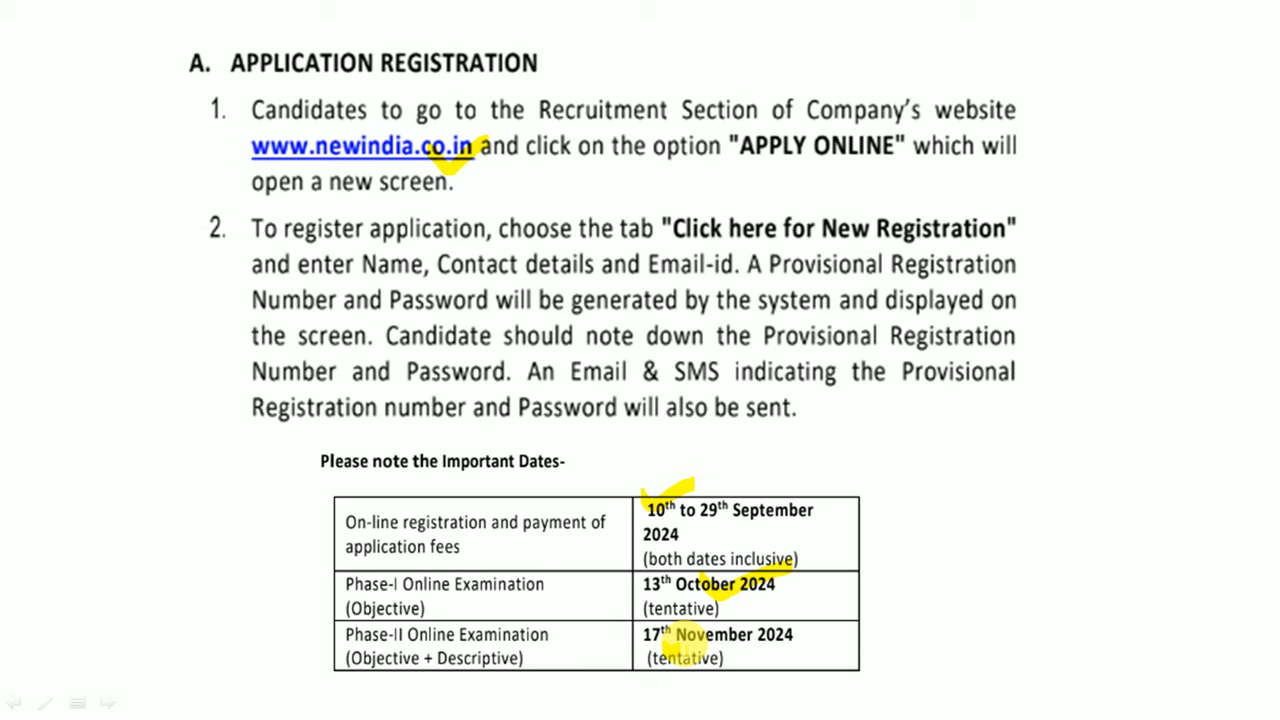 A. APPLICATION REGISTRATION
1. Candidates to go to the Recruitment Section of Company's website
www.newindia.co.in and click on the option "APPLY ONLINE" which will
open a new screen.
2. To register application, choose the tab "Click here for New Registration"
and enter Name, Contact details and Email-id. A Provisional Registration
Number and Password will be generated by the system and displayed on
the screen. Candidate should note down the Provisional Registration
Number and Password. An Email & SMS indicating the Provisional
Registration number and Password will also be sent.
Please note the Important Dates-
On-line registration and payment of
application fees
10th to 29th September
2024
(both dates inclusive)
Phase-I Online Examination
(Objective)
13th October 2024
(tentative)
Phase-II Online Examination
(Objective + Descriptive)
17th November 2024
(tentative)